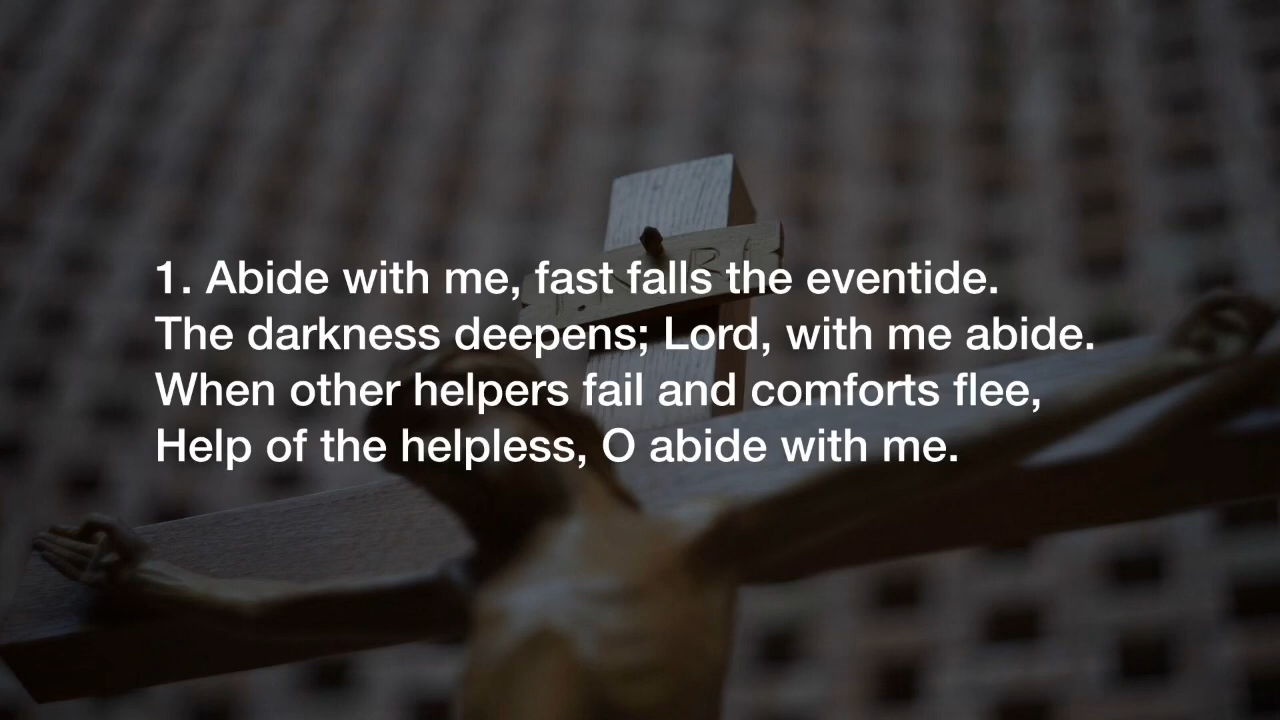 I.N.R.I
1. Abide with me, fast falls the eventide.
The darkness deepens; Lord, with me abide.
When other helpers fail and comforts flee,
Help of the helpless, O abide with me.